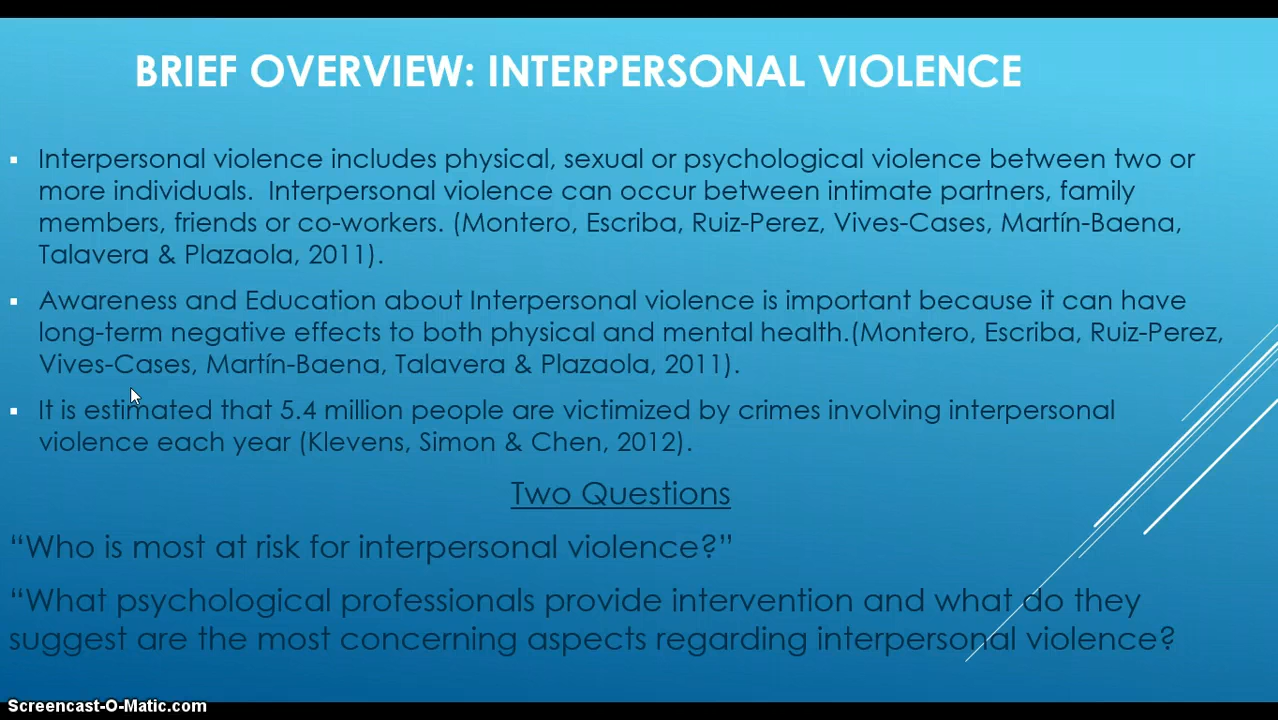 BRIEF OVERVIEW: INTERPERSONAL VIOLENCE
▪ Interpersonal violence includes physical, sexual or psychological violence between two or
more individuals.  Interpersonal violence can occur between intimate partners, family
members, friends or co-workers. (Montero, Escriba, Ruiz-Perez, Vives-Cases, Martín-Baena,
Talavera & Plazaola, 2011).
▪ Awareness and Education about Interpersonal violence is important because it can have
long-term negative effects to both physical and mental health.(Montero, Escriba, Ruiz-Perez,
Vives-Cases, Martín-Baena, Talavera & Plazaola, 2011).
▪ It is estimated that 5.4 million people are victimized by crimes involving interpersonal
violence each year (Klevens, Simon & Chen, 2012).
Two Questions
“Who is most at risk for interpersonal violence?”
“What psychological professionals provide intervention and what do they
suggest are the most concerning aspects regarding interpersonal violence?
Screencast-O-Matic.com